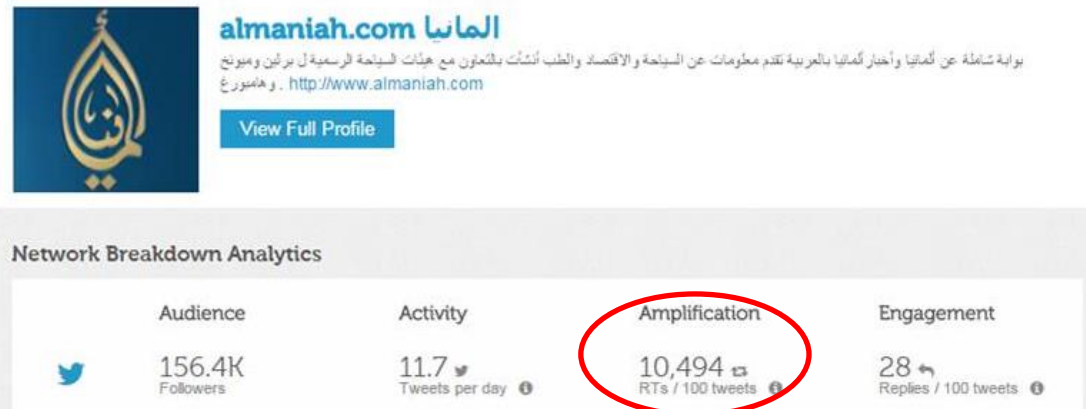 almaniah.com المانيا
بوابة شاملة عن ألمانيا وأخبار ألمانيا بالعربية تقدم معلومات عن السياحة والاقتصاد والطب أنشأت بالتعاون مع هيئات السياحة الرسمية ل برلين وميونخ
و هامبورغ . http://www.almaniah.com
View Full Profile
Network Breakdown Analytics
Audience Activity Amplification Engagement
156.4K 11.7 10,494 28
Followers Tweets per day RTs / 100 tweets Replies / 100 tweets